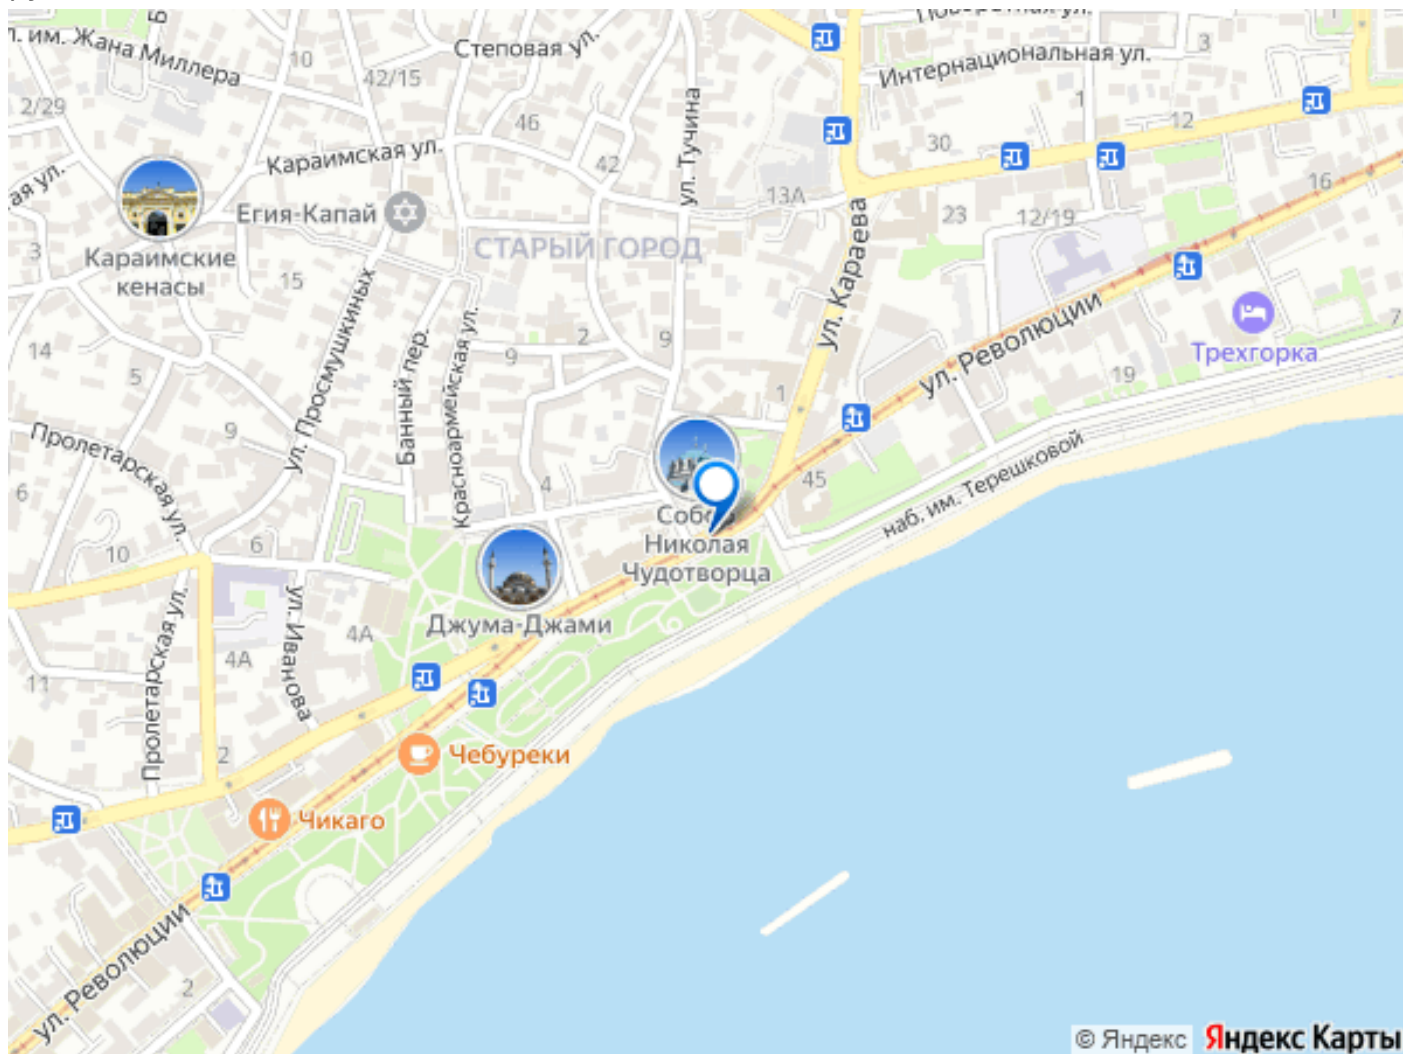 л. им. Жана Миллера
10
Степовая ул.
42/15
2/29
46
Караимская ул.
42
ул. Тучина
Интернациональная ул.
3
1
12
30
13А
16
ая ул.
Егия-Капай
СТАРЫЙ ГОРОД
23
12/19
3
Караимские
кенасы
15
ул. Караева
ул. Революции
Трехгорка
7
14
5
9
2
9
1
19
ул. Просмушкиных
Банный пер.
Красноармейская ул.
Пролетарская ул.
9
6
4
45
наб. им. Терешковой
Собор
Николая
Чудотворца
10
6
Джума-Джами
Пролетарская ул.
ул. Иванова
4А
4А
11
2
Чебуреки
Чикаго
ул. Революции
2
© Яндекс Яндекс Карты